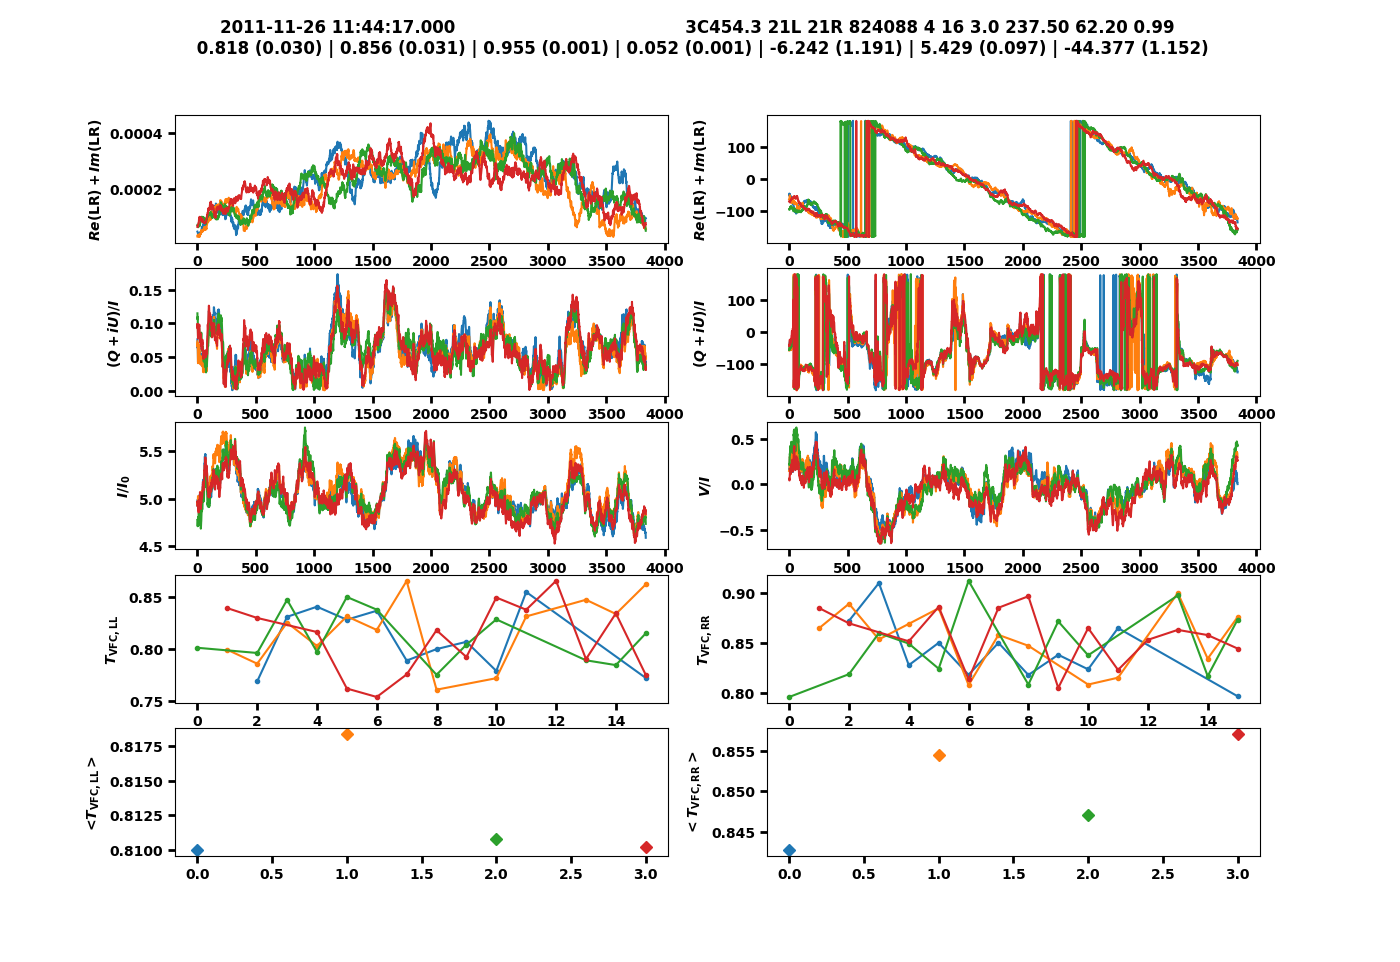 2011-11-26 11:44:17.000 3C454.3 21L 21R 824088 4 16 3.0 237.50 62.20 0.99
0.818 (0.030) | 0.856 (0.031) | 0.955 (0.001) | 0.052 (0.001) | -6.242 (1.191) | 5.429 (0.097) | -44.377 (1.152)
Re(LR) + Im(LR)
0.0004
0.0002
0 500 1000 1500 2000 2500 3000 3500 4000
Re(LR) + Im(LR)
100
0
−100
0 500 1000 1500 2000 2500 3000 3500 4000
(Q + iU)/I
0.15
0.10
0.05
0.00
0 500 1000 1500 2000 2500 3000 3500 4000
(Q + iU)/I
100
0
−100
0 500 1000 1500 2000 2500 3000 3500 4000
I/I0
5.5
5.0
4.5
0 500 1000 1500 2000 2500 3000 3500 4000
V/I
0.5
0.0
−0.5
0 500 1000 1500 2000 2500 3000 3500 4000
TVFC,LL
0.85
0.80
0.75
0 2 4 6 8 10 12 14
TVFC,RR
0.90
0.85
0.80
0 2 4 6 8 10 12 14
<TVFC,LL >
0.8175
0.8150
0.8125
0.8100
0.0 0.5 1.0 1.5 2.0 2.5 3.0
< TVFC,RR >
0.855
0.850
0.845
0.0 0.5 1.0 1.5 2.0 2.5 3.0